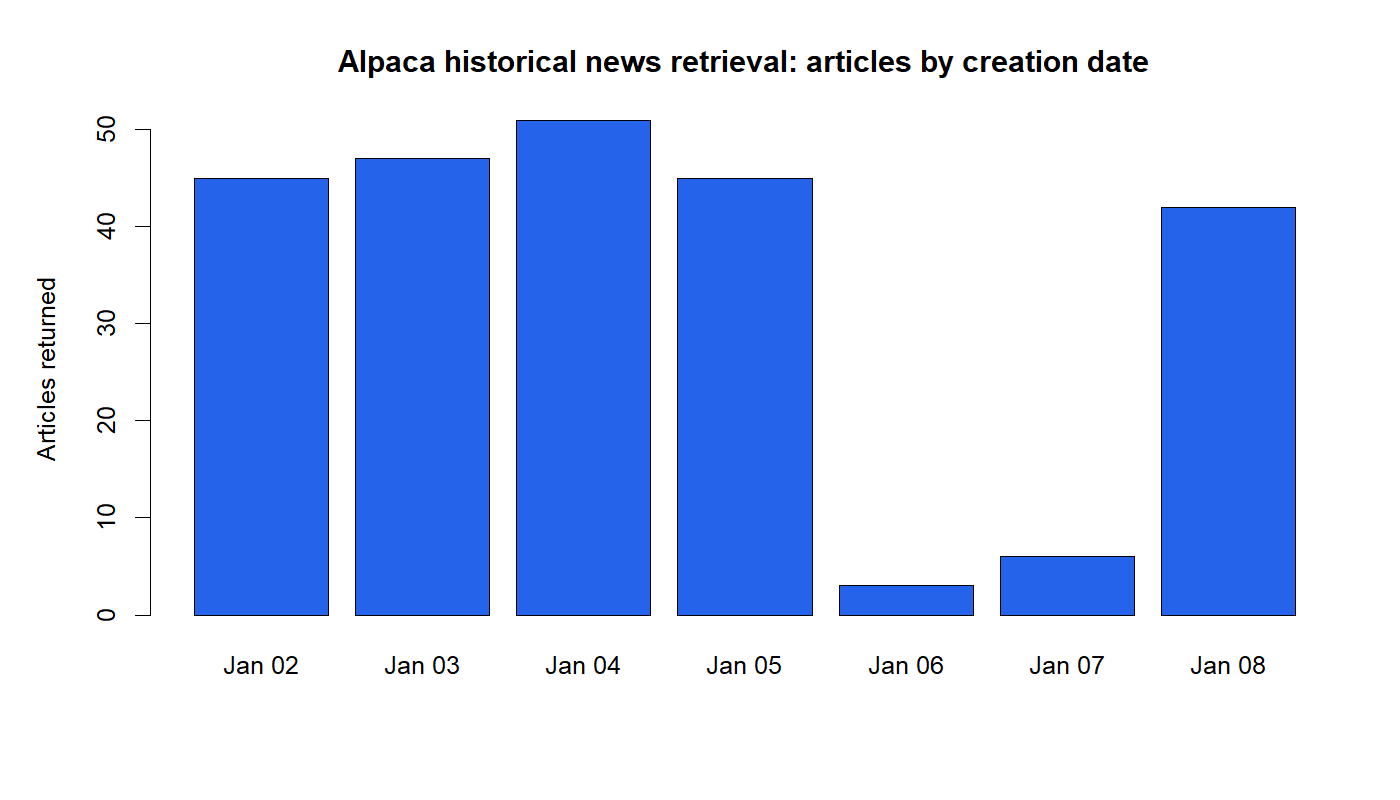 Alpaca historical news retrieval: articles by creation date
Articles returned
50
40
30
20
10
0
Jan 02 Jan 03 Jan 04 Jan 05 Jan 06 Jan 07 Jan 08